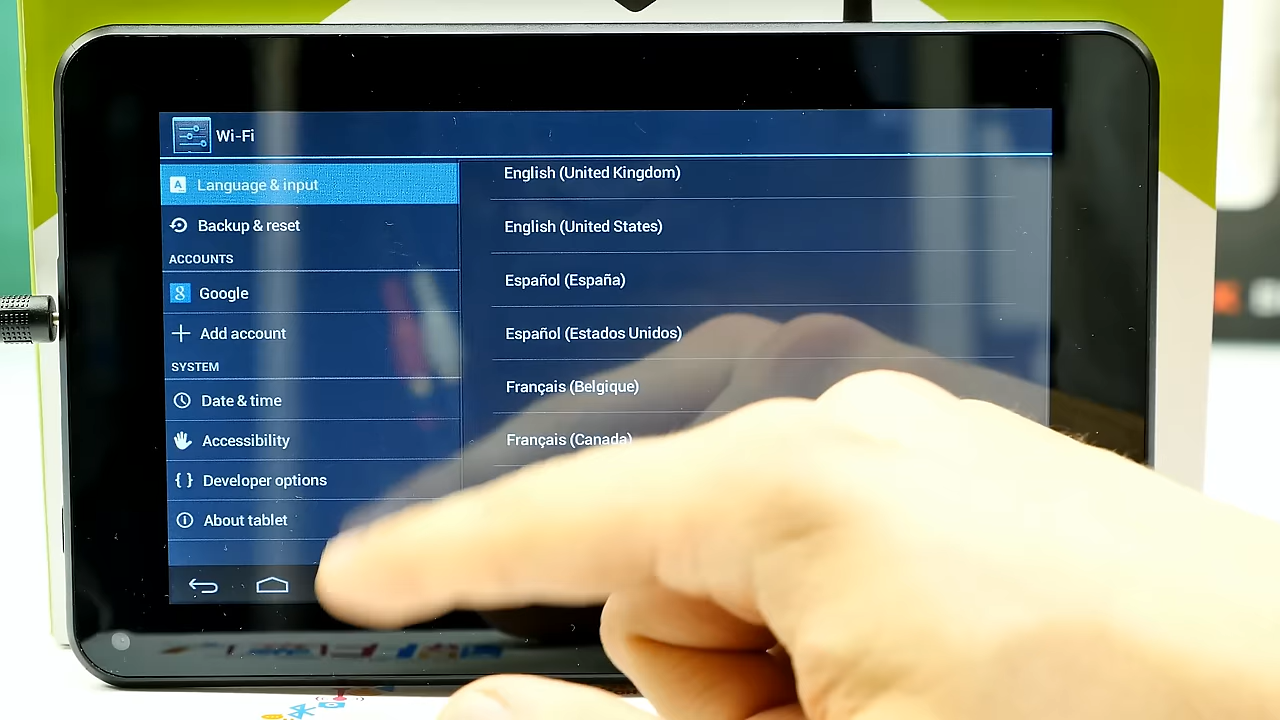 Wi-Fi
Language & input
Backup & reset
ACCOUNTS
Google
Add account
SYSTEM
Date & time
Accessibility
Developer options
About tablet
English (United Kingdom)
English (United States)
Español (España)
Español (Estados Unidos)
Français (Belgique)
Français (Canada)